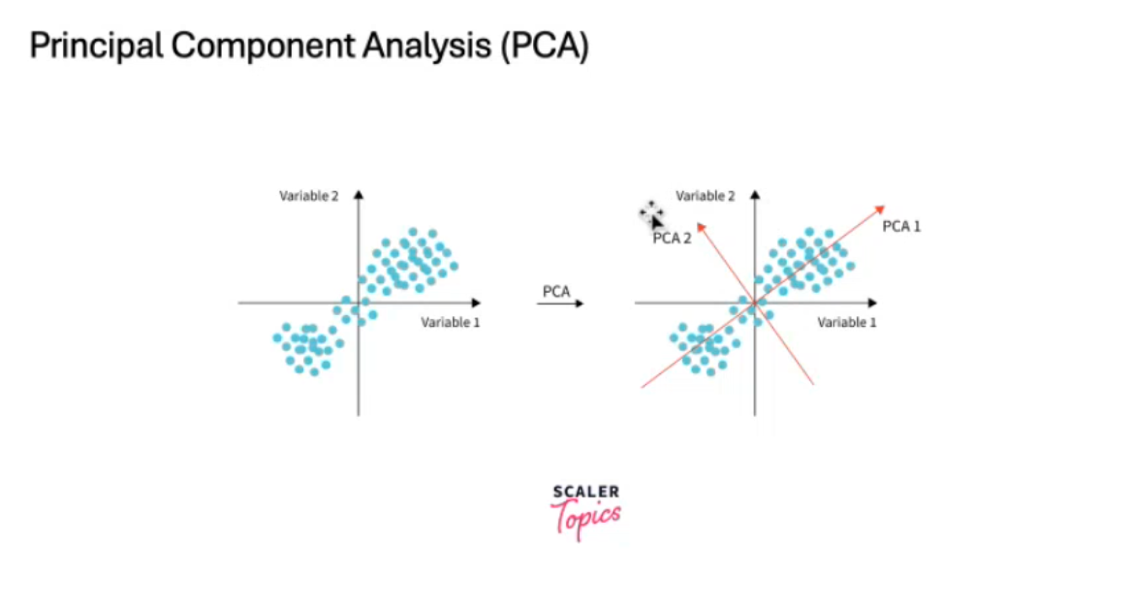 Principal Component Analysis (PCA)
Variable 2
Variable 1
PCA
Variable 2
PCA 2
PCA 1
Variable 1
SCALER
Topics